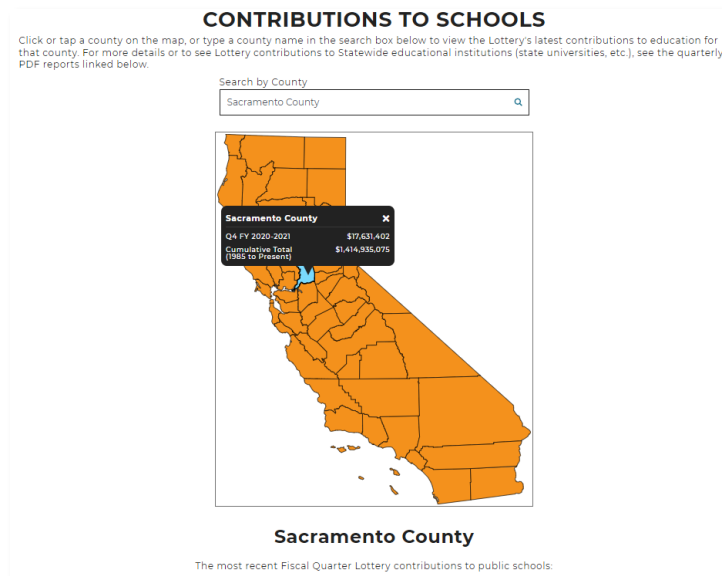 CONTRIBUTIONS TO SCHOOLS
Click or tap a county on the map, or type a county name in the search box below to view the Lottery's latest contributions to education for
that county. For more details or to see Lottery contributions to Statewide educational institutions (state universities, etc.), see the quarterly
PDF reports linked below.
Search by County
Sacramento County
Sacramento County ×
Q4 FY 2020-2021 $17,631,402
Cumulative Total $1,414,935,075
(1985 to Present)
Sacramento County
The most recent Fiscal Quarter Lottery contributions to public schools: